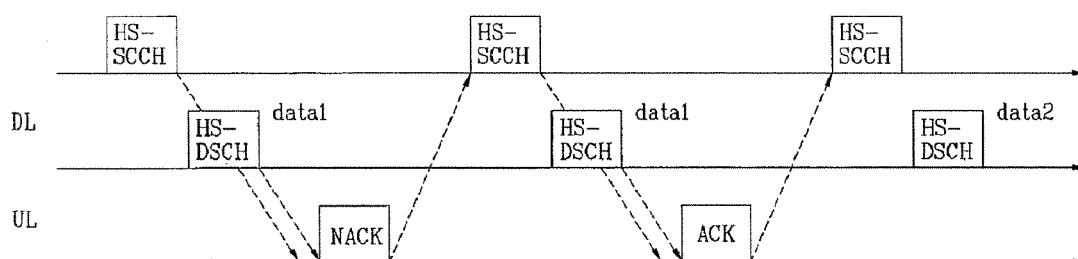 HS-
SCCH
HS-
SCCH
HS-
SCCH
DL
HS-
DSCH
data1
HS-
DSCH
data1
HS-
DSCH
data2
UL
NACK
ACK